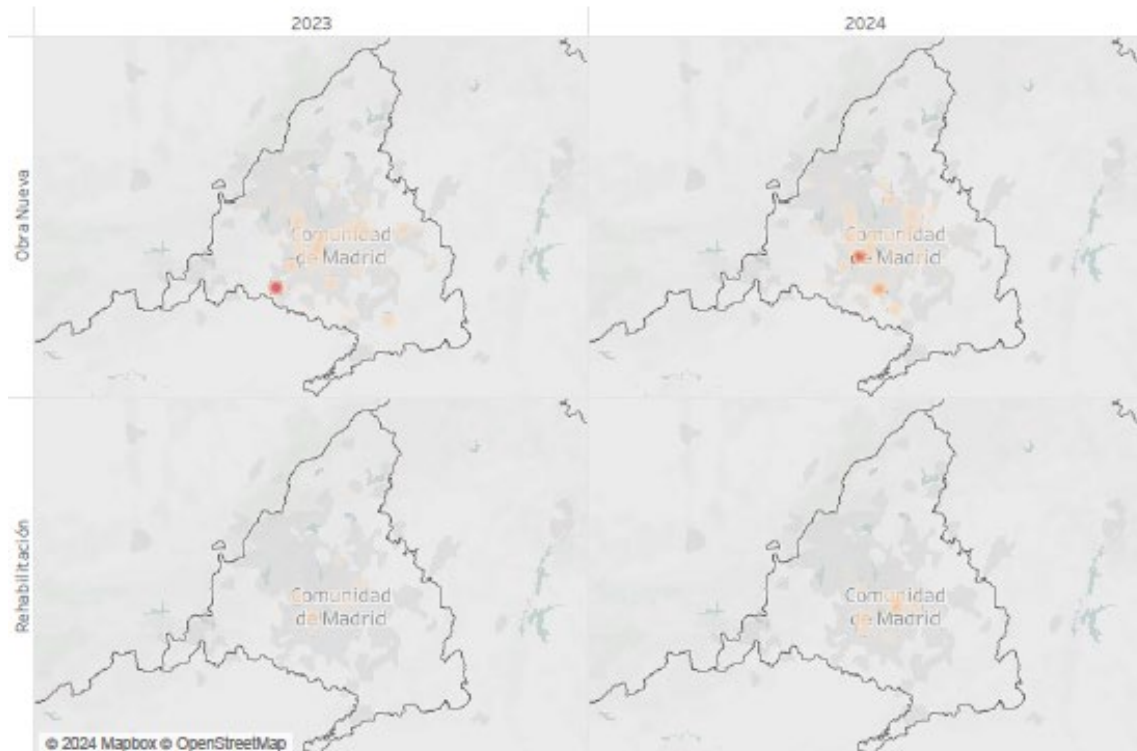 2023
2024
Obra Nueva
Comunidad
de Madrid
Comunidad
de Madrid
Rehabilitación
Comunidad
de Madrid
Comunidad
de Madrid
© 2024 Mapbox © OpenStreetMap